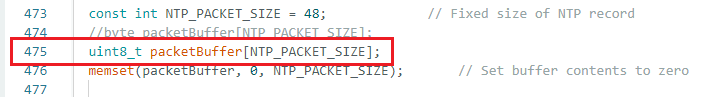 473 const int NTP_PACKET_SIZE = 48; // Fixed size of NTP record
474 //byte packetBuffer[NTP_PACKET_SIZE];
475 uint8_t packetBuffer[NTP_PACKET_SIZE];
476 memset(packetBuffer, 0, NTP_PACKET_SIZE); // Set buffer contents to zero
477